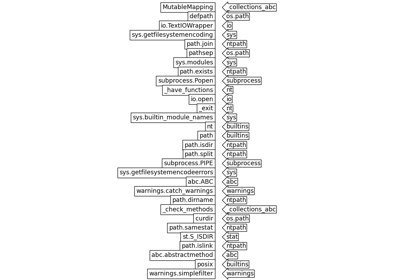 MutableMapping _collections_abc
defpath os.path
io.TextIOWrapper io
sys.getfilesystemencoding sys
path.join ntpath
pathsep os.path
sys.modules sys
path.exists ntpath
subprocess.Popen subprocess
_have_functions nt
io.open io
_exit nt
sys.builtin_module_names sys
nt builtins
path builtins
path.isdir ntpath
path.split ntpath
subprocess.PIPE subprocess
sys.getfilesystemencodeerrors sys
abc.ABC abc
warnings.catch_warnings warnings
path.dirname ntpath
_check_methods _collections_abc
curdir os.path
path.samestat ntpath
st.S_ISDIR stat
path.islink ntpath
abc.abstractmethod abc
posix builtins
warnings.simplefilter warnings